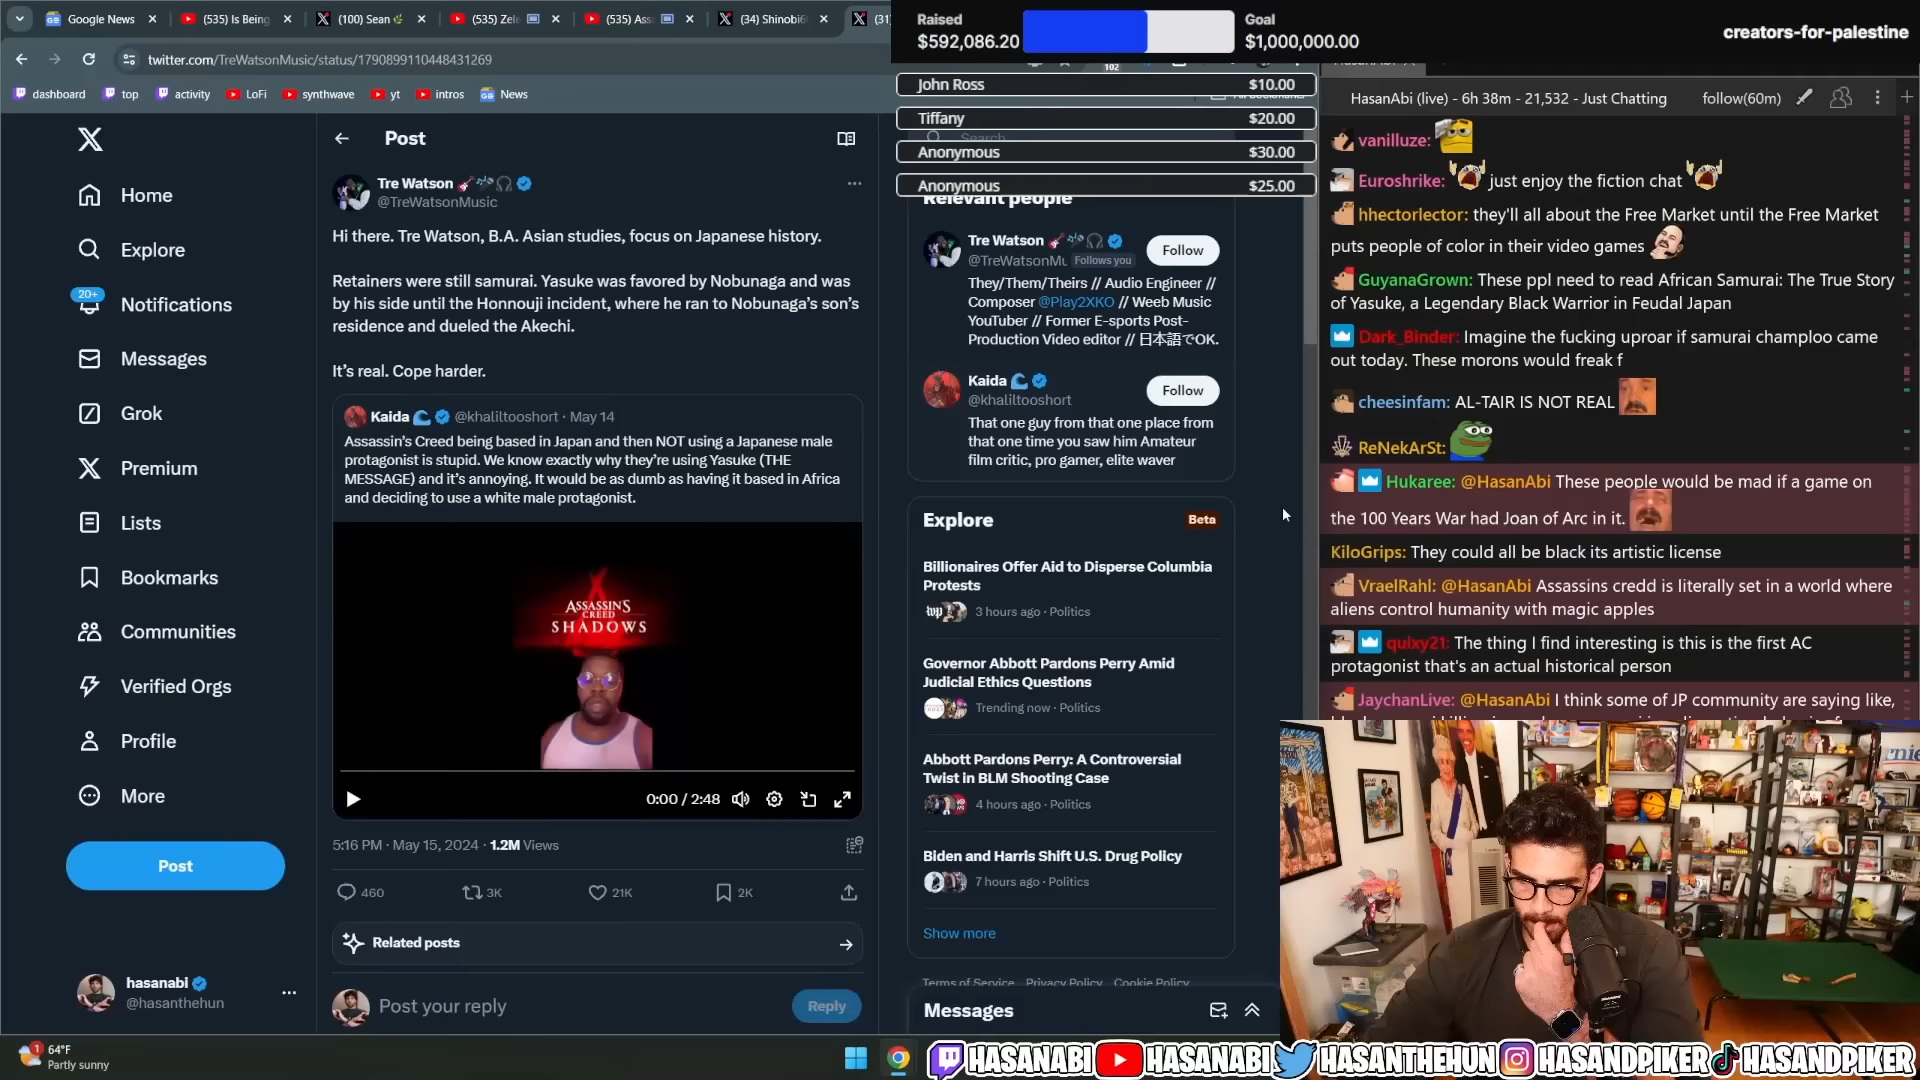 Google News
(535) Is Being
(100) Sean
(535) Zele
(535) Ass
(34) Shinobi6
(31)
twitter.com/TreWatsonMusic/status/1790899110448431269
dashboard
top
activity
LoFi
synthwave
yt
intros
News
Raised
$592,086.20
Goal
$1,000,000.00
creators-for-palestine
102
John Ross $10.00
Tiffany $20.00
Search
Anonymous $30.00
Anonymous $25.00
Home
Explore
20+
Notifications
Messages
Grok
Premium
Lists
Bookmarks
Communities
Verified Orgs
Profile
More
Post
hasanabi
@hasanthehun
Post
Tre Watson
@TreWatsonMusic
Hi there. Tre Watson, B.A. Asian studies, focus on Japanese history.
Retainers were still samurai. Yasuke was favored by Nobunaga and was
by his side until the Honnouji incident, where he ran to Nobunaga's son's
residence and dueled the Akechi.
It's real. Cope harder.
Kaida @khaliltooshort · May 14
Assassin's Creed being based in Japan and then NOT using a Japanese male
protagonist is stupid. We know exactly why they're using Yasuke (THE
MESSAGE) and it's annoying. It would be as dumb as having it based in Africa
and deciding to use a white male protagonist.
ASSASSIN'S
CREED
SHADOWS
0:00 / 2:48
5:16 PM · May 15, 2024 · 1.2M Views
460
3K
21K
2K
Related posts
Post your reply
Reply
Relevant people
Tre Watson
@TreWatsonMu Follows you
Follow
They/Them/Theirs // Audio Engineer //
Composer @Play2XKO // Weeb Music
YouTuber // Former E-sports Post-
Production Video editor // 日本語でOK.
Kaida
@khaliltooshort
Follow
That one guy from that one place from
that one time you saw him Amateur
film critic, pro gamer, elite waver
Explore
Beta
Billionaires Offer Aid to Disperse Columbia
Protests
3 hours ago · Politics
Governor Abbott Pardons Perry Amid
Judicial Ethics Questions
Trending now · Politics
Abbott Pardons Perry: A Controversial
Twist in BLM Shooting Case
4 hours ago · Politics
Biden and Harris Shift U.S. Drug Policy
7 hours ago · Politics
Show more
Terms of Service Privacy Policy Cookie Policy
Messages
HasanAbi
HasanAbi (live) - 6h 38m - 21,532 - Just Chatting
follow(60m)
vanilluze:
Euroshrike: just enjoy the fiction chat
hhectorlector: they'll all about the Free Market until the Free Market
puts people of color in their video games
GuyanaGrown: These ppl need to read African Samurai: The True Story
of Yasuke, a Legendary Black Warrior in Feudal Japan
Dark_Binder: Imagine the fucking uproar if samurai champloo came
out today. These morons would freak f
cheesinfam: AL-TAIR IS NOT REAL
ReNekArSt:
Hukaree: @HasanAbi These people would be mad if a game on
the 100 Years War had Joan of Arc in it.
KiloGrips: They could all be black its artistic license
VraelRahl: @HasanAbi Assassins credd is literally set in a world where
aliens control humanity with magic apples
quixy21: The thing I find interesting is this is the first AC
protagonist that's an actual historical person
JaychanLive: @HasanAbi I think some of JP community are saying like,
1
64°F
Partly sunny
HASANABI
HASANABI
HASANTHEHUN
HASANDPIKER
HASANDPIKER